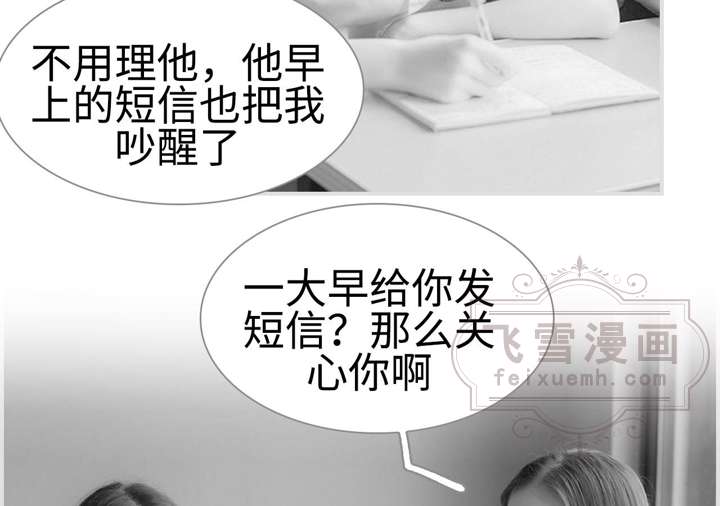 不用理他，他早
上的短信也把我
吵醒了
一大早给你发
短信？那么关
心你啊
飞雪漫画
feixuemh.com